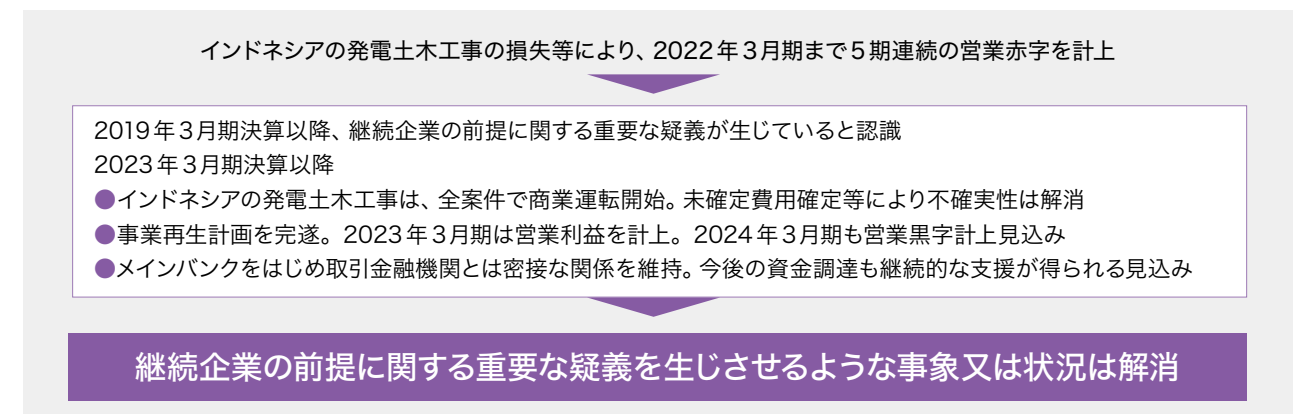 インドネシアの発電土木工事の損失等により、2022年3月期まで5期連続の営業赤字を計上
2019年3月期決算以降、継続企業の前提に関する重要な疑義が生じていると認識
2023年3月期決算以降
●インドネシアの発電土木工事は、全案件で商業運転開始。未確定費用確定等により不確実性は解消
●事業再生計画を完遂。2023年3月期は営業利益を計上。2024年3月期も営業黒字計上見込み
●メインバンクをはじめ取引金融機関とは密接な関係を維持。今後の資金調達も継続的な支援が得られる見込み
継続企業の前提に関する重要な疑義を生じさせるような事象又は状況は解消